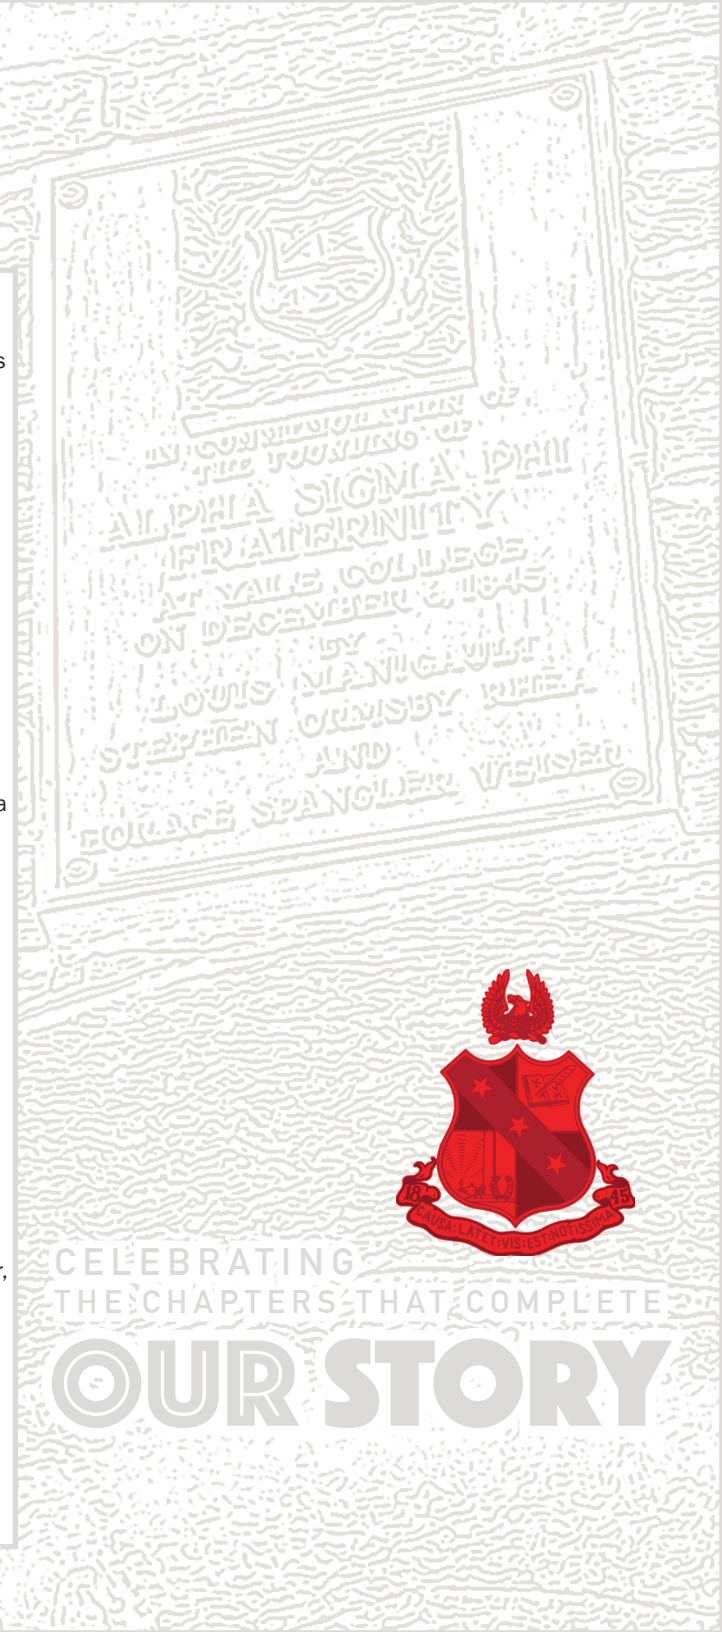 s
a
r,
IN COMMEMORATION OF
THE FOUNDING OF
ALPHA SIGMA PHI
FRATERNITY
AT YALE COLLEGE
ON DECEMBER 6, 1845
BY
LOUIS MANIGAULT
STEPHEN ORMSBY RHEA
AND
HORACE SPANGLER WEISER
18 45
CAUSA:LATET:VIS:EST:NOTISSIMA
CELEBRATING
THE CHAPTERS THAT COMPLETE
OUR STORY